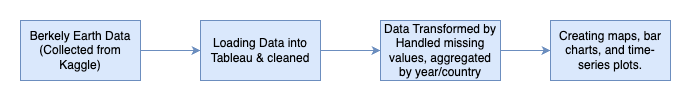 Berkely Earth Data
(Collected from
Kaggle)
Loading Data into
Tableau & cleaned
Data Transformed by
Handled missing
values, aggregated
by year/country
Creating maps, bar
charts, and time-
series plots.